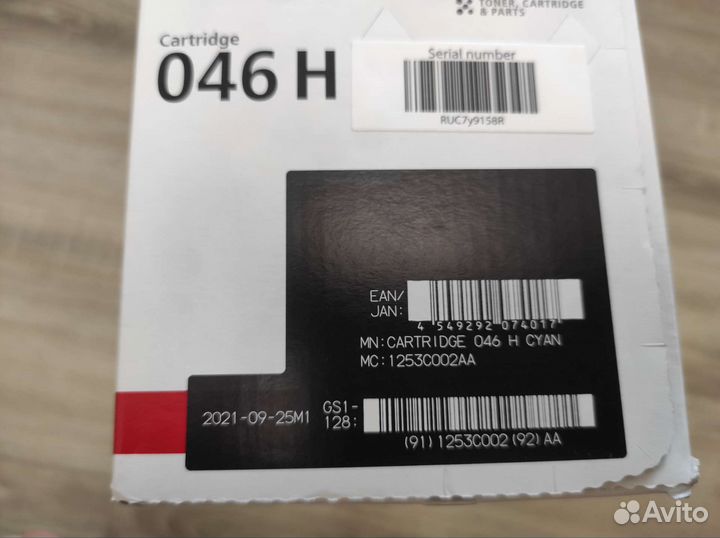 TONER, CARTRIDGE
& PARTS
Cartridge
046 H
Serial number
RUC7y9158R
EAN/
JAN:
4 549292 074017
MN:CARTRIDGE 046 H CYAN
MC:1253C002AA
2021-09-25M1
GS1-
128:
(91)1253C002(92)AA
Avito